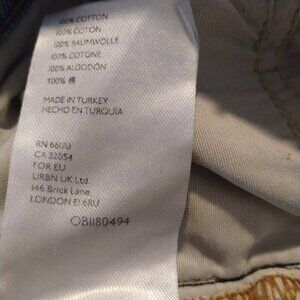 100% COTTON
100% COTON
100% BAUMWOLLE
100% COTONE
100% ALGODÓN
100% 棉
MADE IN TURKEY
HECHO EN TURQUÍA
RN 66170
CA 32054
FOR EU
URBN UK Ltd.
146 Brick Lane,
LONDON E1 6RU
OB1180494